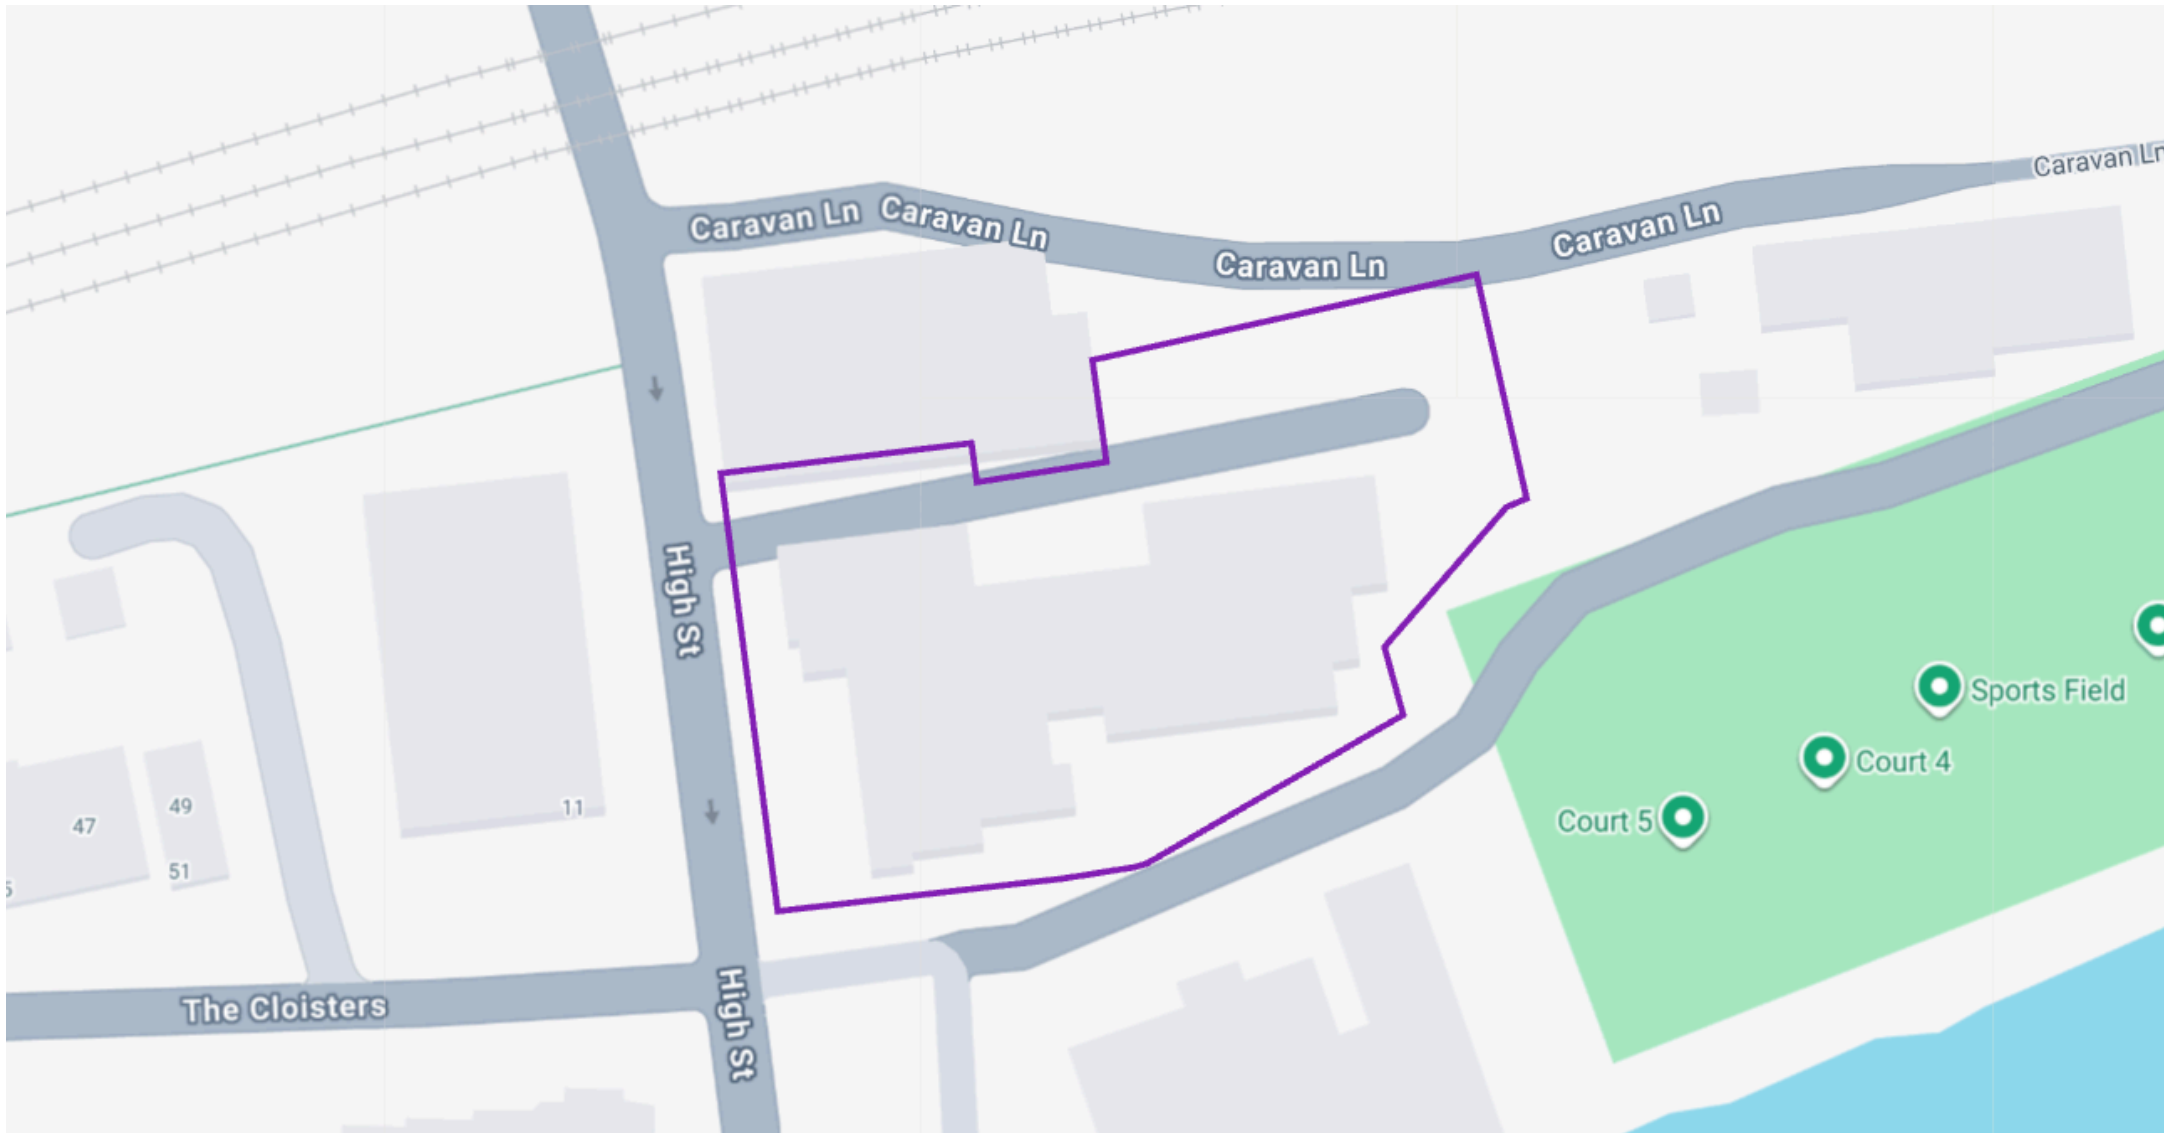 Caravan Ln
Caravan Ln
Caravan Ln
Caravan Ln
Caravan Ln
High St
11
49
47
51
5
Sports Field
Court 4
Court 5
The Cloisters
High St